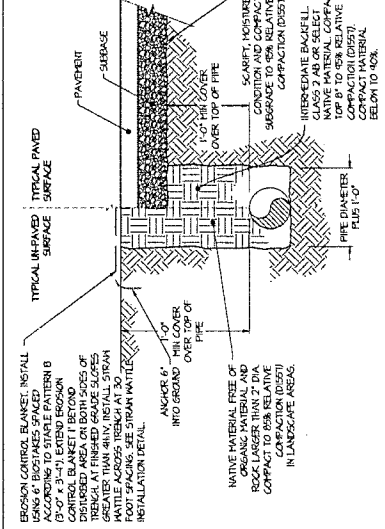 EROSION CONTROL BLANKET. INSTALL
USING 6" BIOSTAKES SPACED
ACCORDING TO STAPLE PATTERN B
(3'-0" x 3'-4") EXTEND EROSION
CONTROL BLANKET 1' BEYOND
DISTURBED AREA ON BOTH SIDES OF
TRENCH. AT FINISHED GRADE SLOPES
GREATER THAN 4H:1V, INSTALL STRAW
WATTLE ACROSS TRENCH AT 30
FOOT SPACING. SEE STRAW WATTLE
INSTALLATION DETAIL.
TYPICAL UN-PAVED
SURFACE
TYPICAL PAVED
SURFACE
PAVEMENT
SUBBASE
ANCHOR 6"
INTO GROUND
1'-0"
MIN COVER
OVER TOP OF
PIPE
1'-0" MIN COVER
OVER TOP OF PIPE
SCARIFY, MOISTURE
CONDITION AND COMPACT
SUBGRADE TO 95% RELATIVE
COMPACTION (D1557)
NATIVE MATERIAL FREE OF
ORGANIC MATERIAL AND
ROCK LARGER THAN 2" DIA.
COMPACT TO 85% RELATIVE
COMPACTION (D1557)
IN LANDSCAPE AREAS.
INTERMEDIATE BACKFILL.
CLASS 2 AB OR SELECT
NATIVE MATERIAL. COMPACT
TOP 8" TO 95% RELATIVE
COMPACTION (D1557).
COMPACT MATERIAL
BELOW TO 90%.
PIPE DIAMETER
PLUS 1'-0"